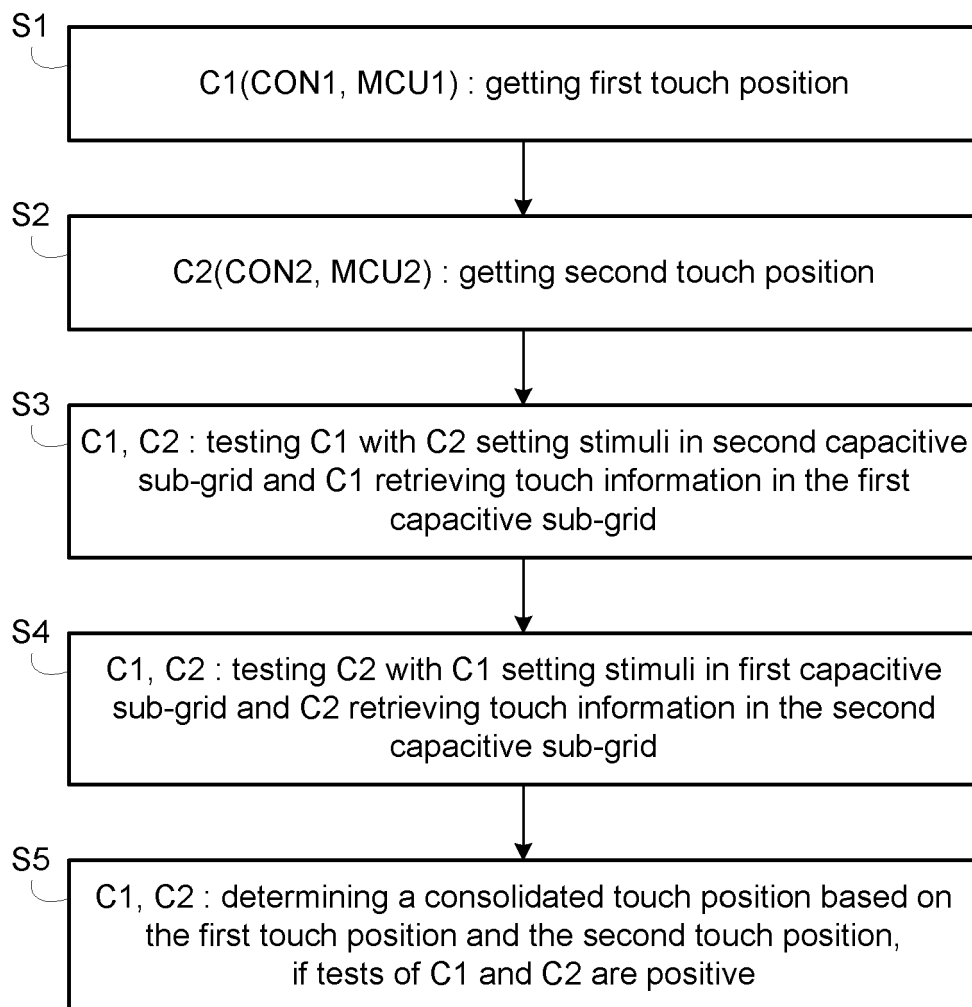 S1
C1(CON1, MCU1) : getting first touch position
S2
C2(CON2, MCU2) : getting second touch position
S3
C1, C2 : testing C1 with C2 setting stimuli in second capacitive
sub-grid and C1 retrieving touch information in the first
capacitive sub-grid
S4
C1, C2 : testing C2 with C1 setting stimuli in first capacitive
sub-grid and C2 retrieving touch information in the second
capacitive sub-grid
S5
C1, C2 : determining a consolidated touch position based on
the first touch position and the second touch position,
if tests of C1 and C2 are positive